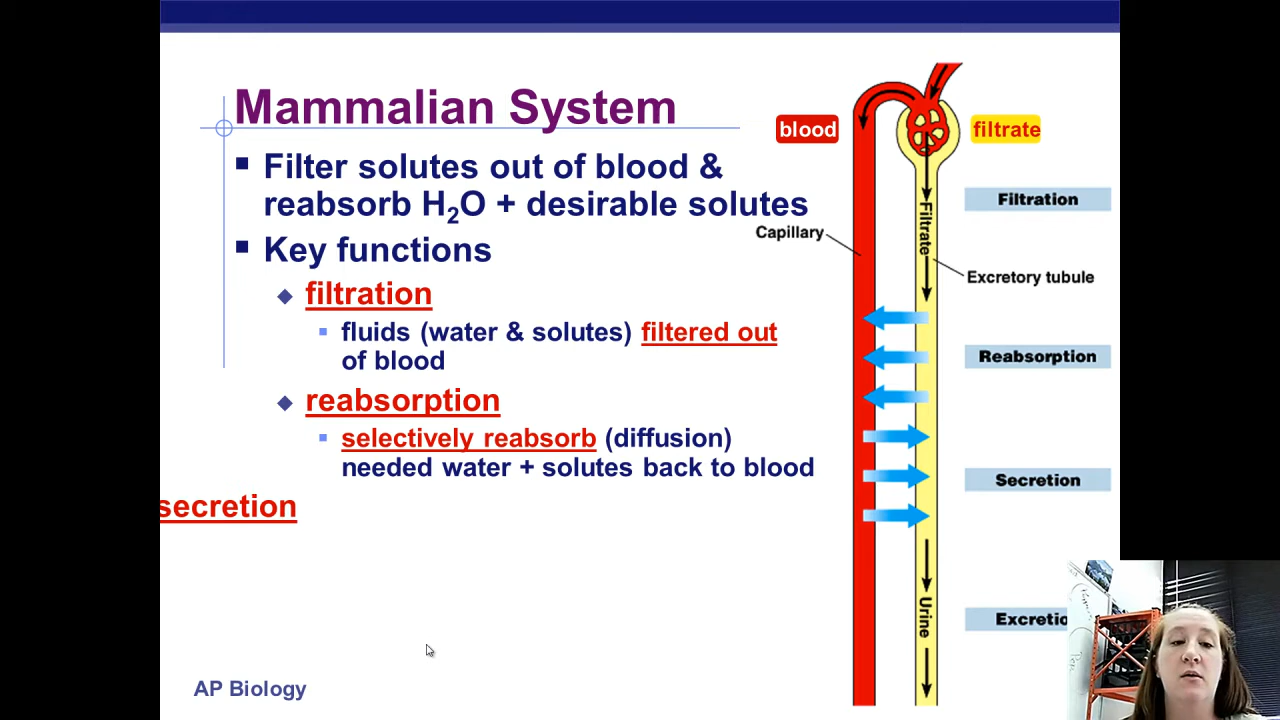 Mammalian System
Filter solutes out of blood &
reabsorb H₂O + desirable solutes
Key functions
filtration
fluids (water & solutes) filtered out
of blood
reabsorption
selectively reabsorb (diffusion)
needed water + solutes back to blood
secretion
AP Biology
blood
filtrate
Filtration
Capillary
Filtrate
Excretory tubule
Reabsorption
Secretion
Urine